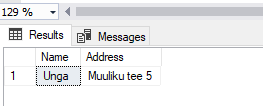 129 %
Results Messages
Name Address
1 Unga Muuliku tee 5